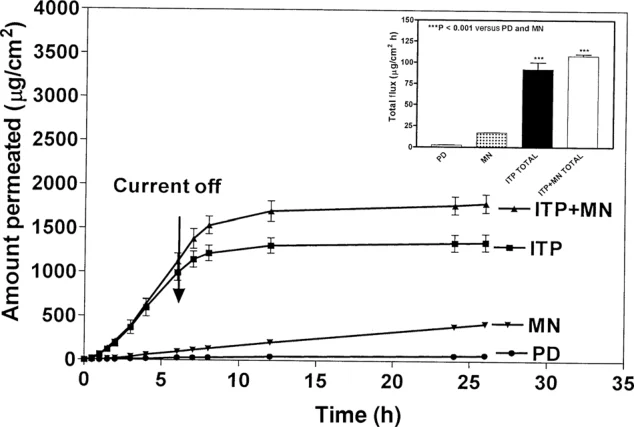 Amount permeated (µg/cm²)
4000
3500
3000
2500
2000
1500
1000
500
0
0 5 10 15 20 25 30 35
Time (h)
Current off
ITP+MN
ITP
MN
PD
***P < 0.001 versus PD and MN
Total flux (µg/cm² h)
150
125
100
75
50
25
0
*** ***
PD MN ITP TOTAL ITP+MN TOTAL